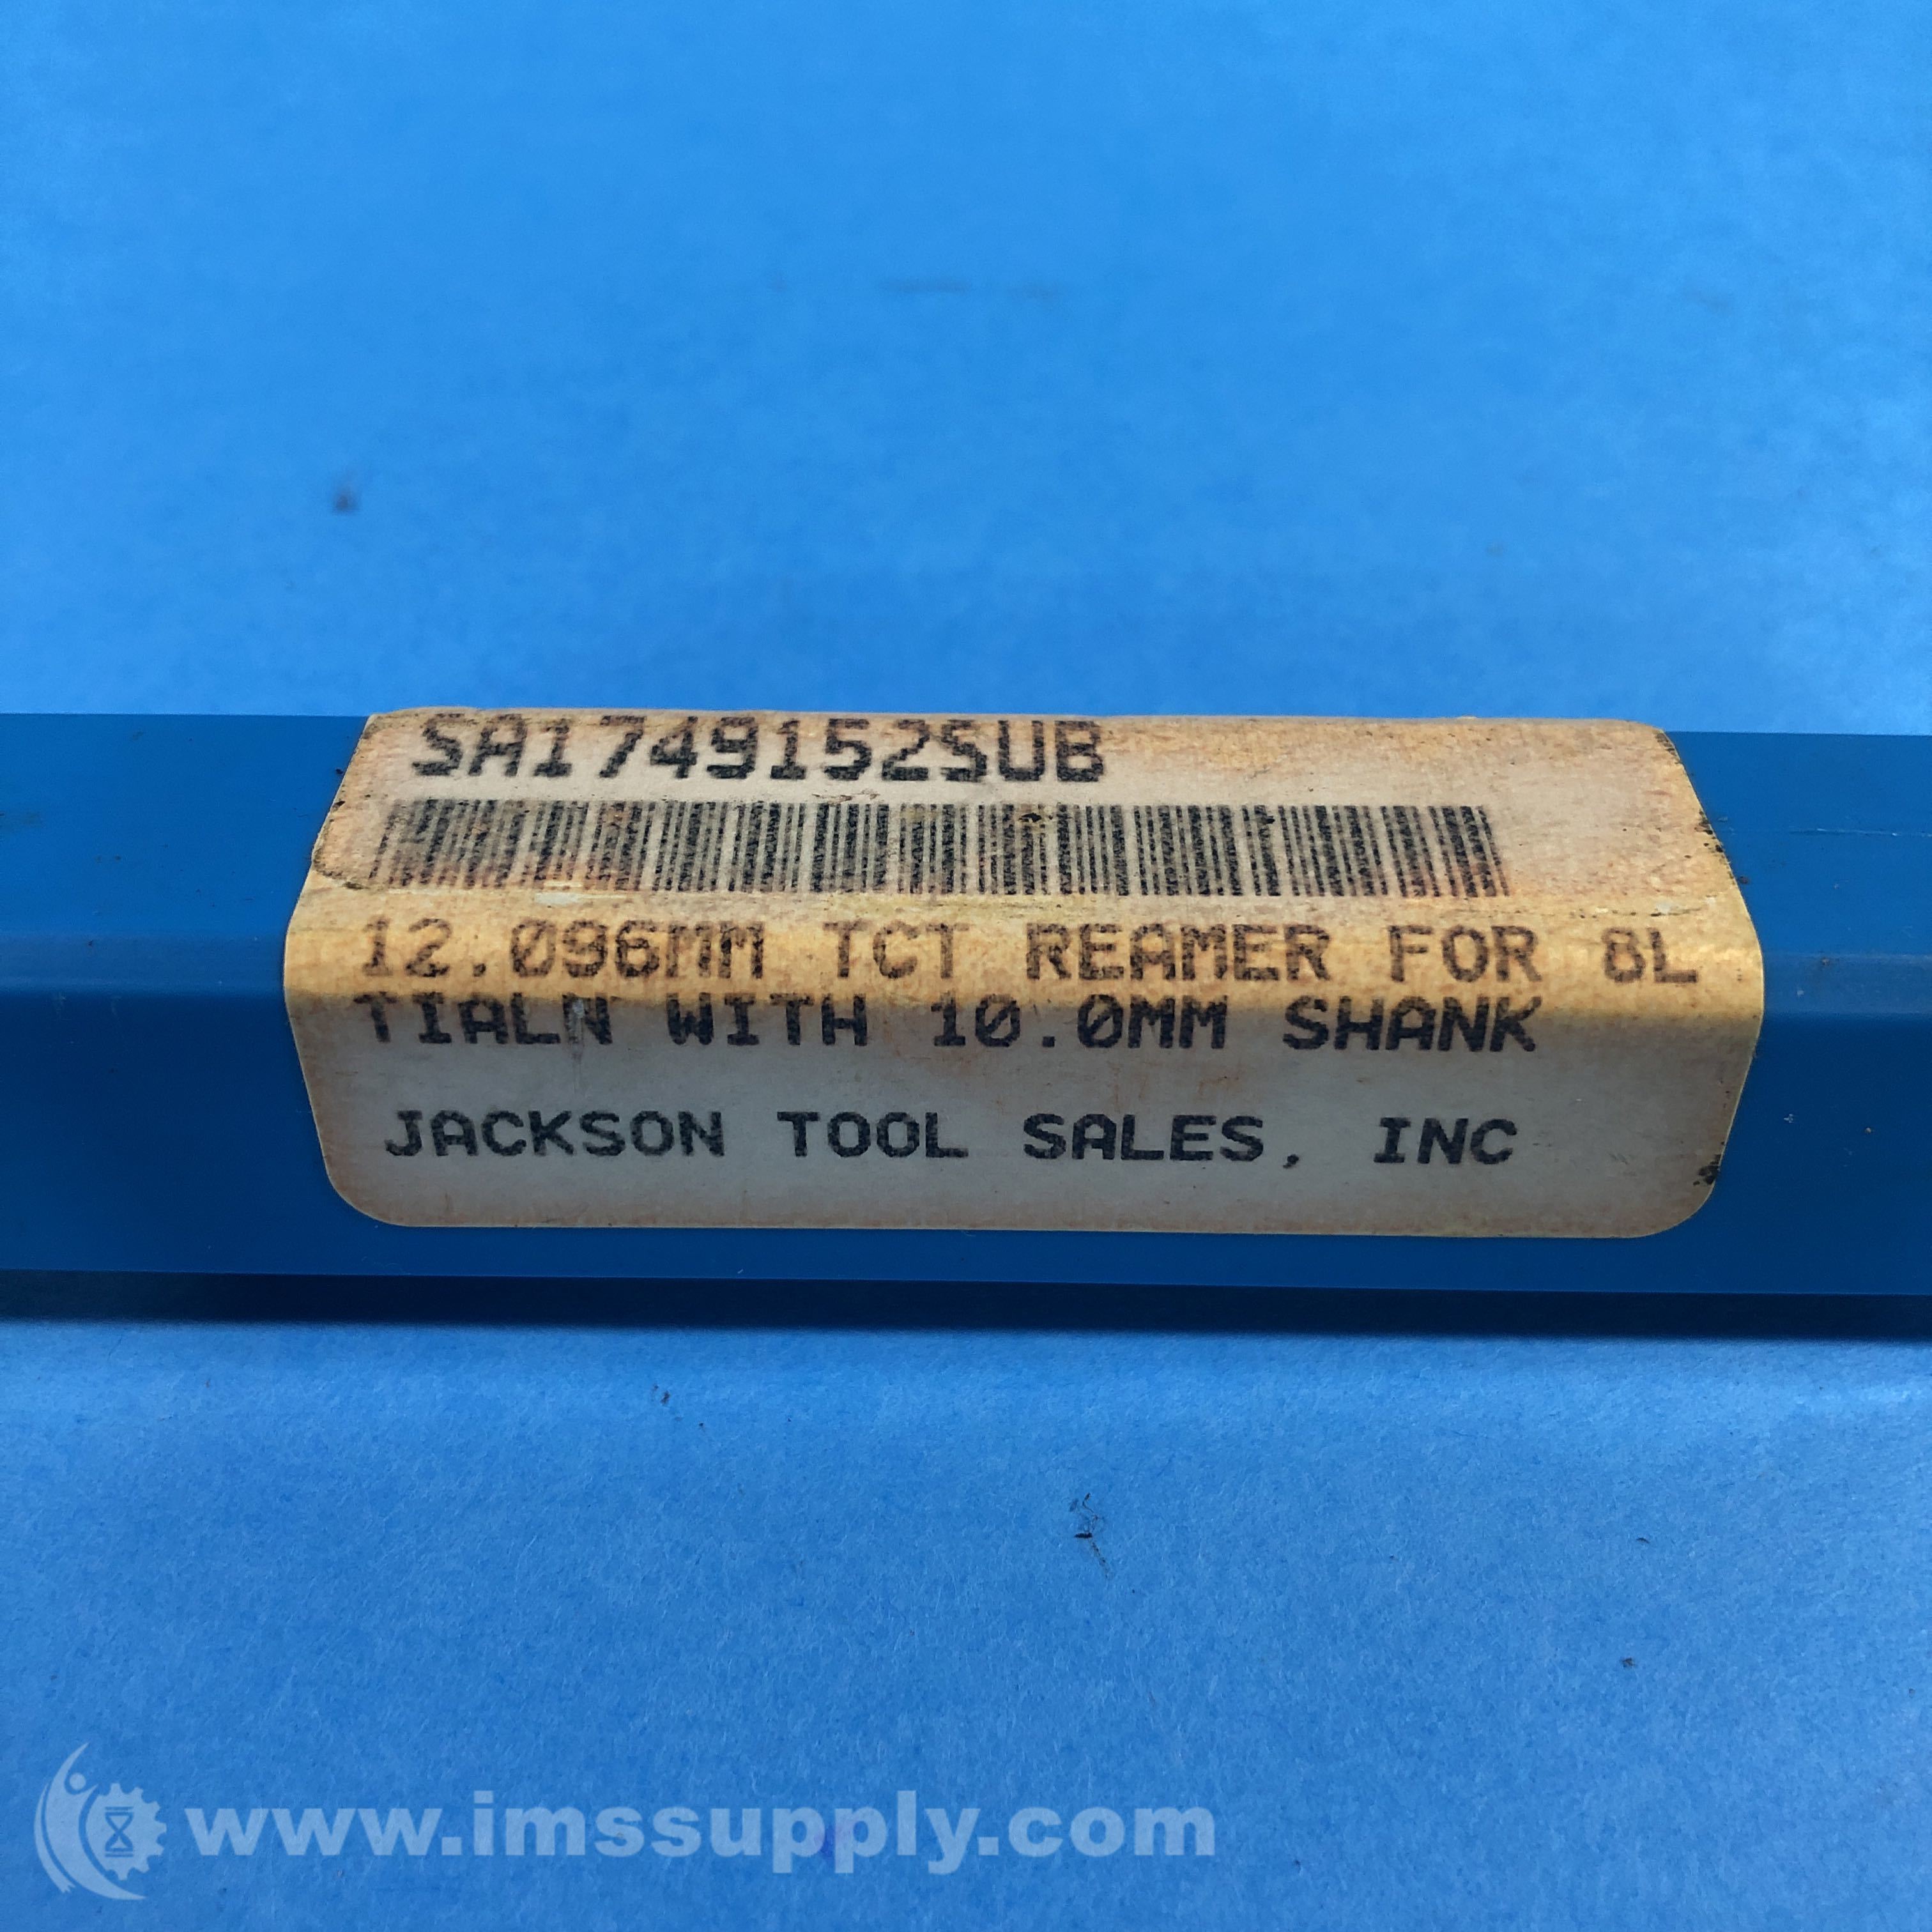 SA1749152SUB
12.096MM TCT REAMER FOR 8L
TIALN WITH 10.0MM SHANK
JACKSON TOOL SALES, INC
www.imssupply.com